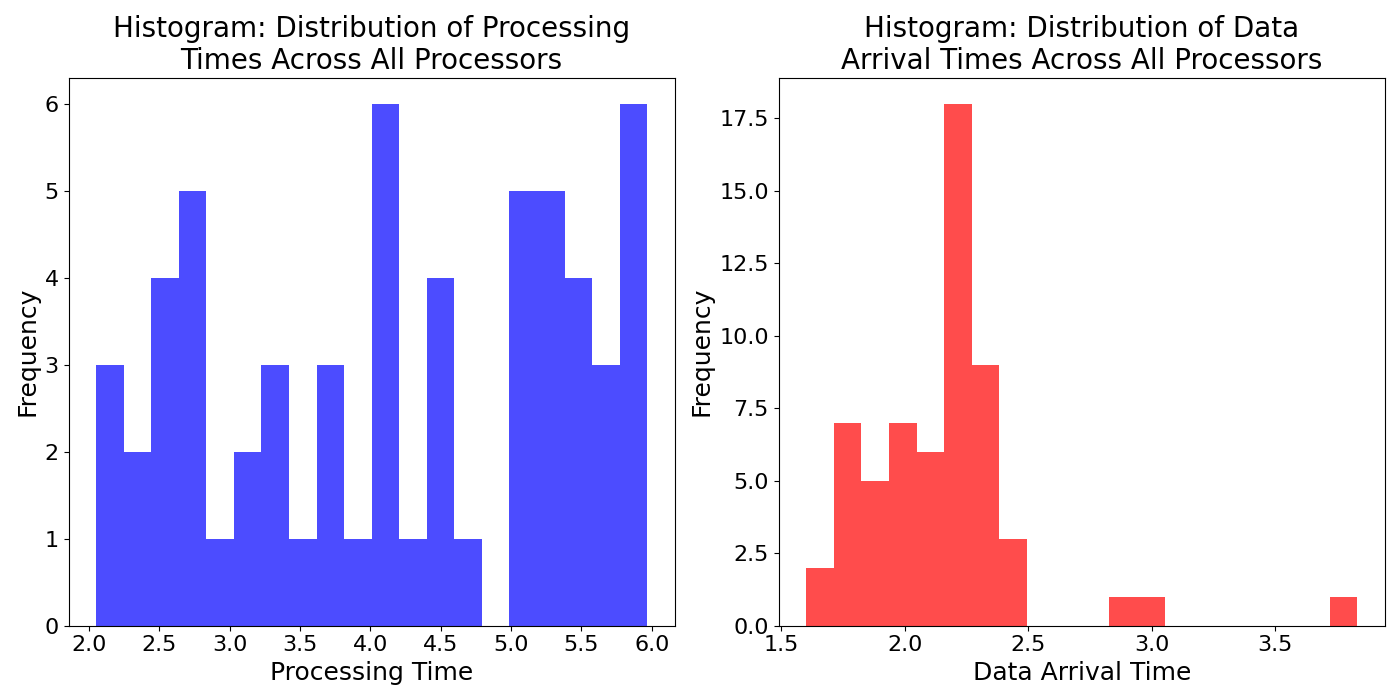 Histogram: Distribution of Processing
Times Across All Processors
Frequency
6
5
4
3
2
1
0
2.0 2.5 3.0 3.5 4.0 4.5 5.0 5.5 6.0
Processing Time
Histogram: Distribution of Data
Arrival Times Across All Processors
Frequency
17.5
15.0
12.5
10.0
7.5
5.0
2.5
0.0
1.5 2.0 2.5 3.0 3.5
Data Arrival Time